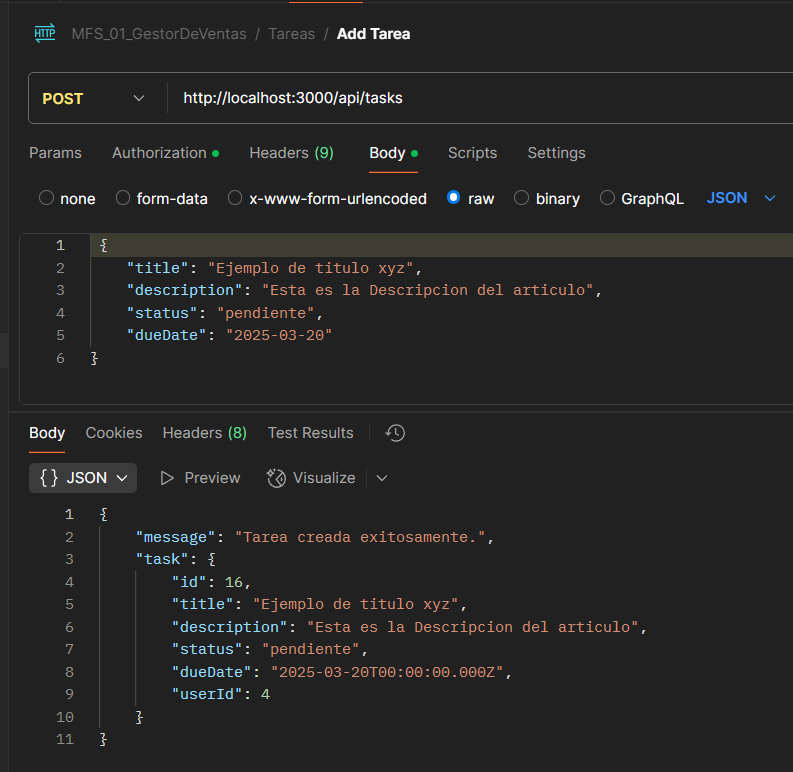 HTTP MFS_01_GestorDeVentas / Tareas / Add Tarea
POST http://localhost:3000/api/tasks
Params Authorization Headers (9) Body Scripts Settings
none form-data x-www-form-urlencoded raw binary GraphQL JSON
1 {
2 "title": "Ejemplo de titulo xyz",
3 "description": "Esta es la Descripcion del articulo",
4 "status": "pendiente",
5 "dueDate": "2025-03-20"
6 }
Body Cookies Headers (8) Test Results
{} JSON Preview Visualize
1 {
2 "message": "Tarea creada exitosamente.",
3 "task": {
4 "id": 16,
5 "title": "Ejemplo de titulo xyz",
6 "description": "Esta es la Descripcion del articulo",
7 "status": "pendiente",
8 "dueDate": "2025-03-20T00:00:00.000Z",
9 "userId": 4
10 }
11 }